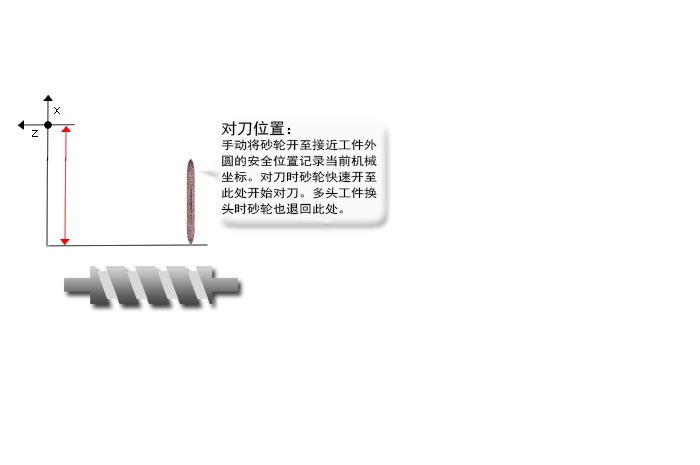 X
Z
对刀位置：
手动将砂轮开至接近工件外
圆的安全位置记录当前机械
坐标。对刀时砂轮快速开至
此处开始对刀。多头工件换
头时砂轮也退回此处。